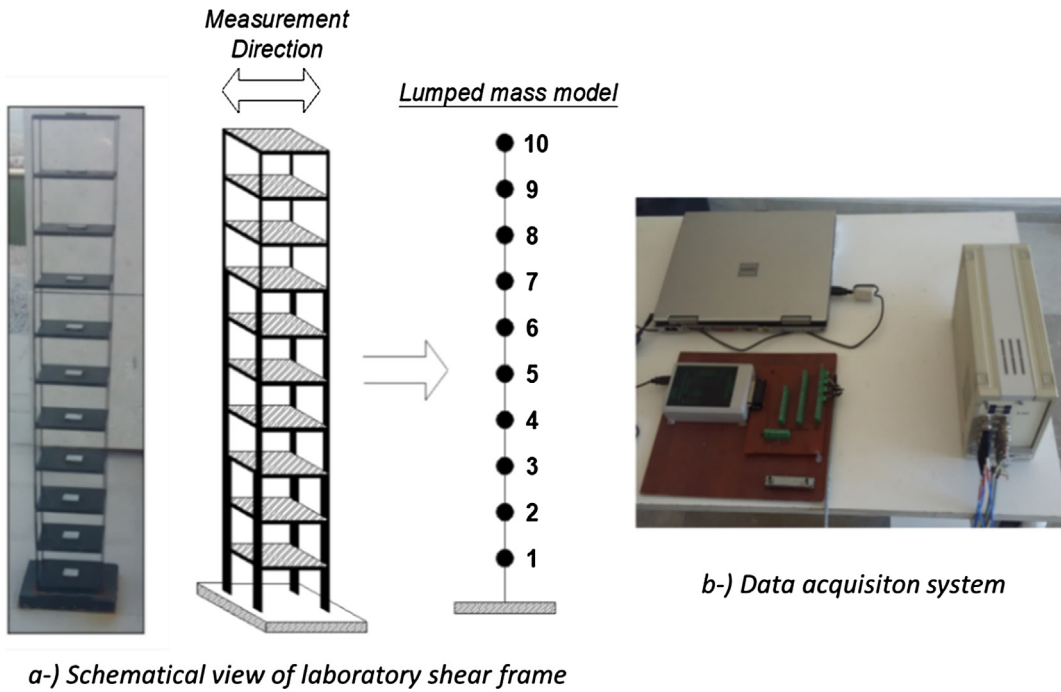 Measurement
Direction
Lumped mass model
10
9
8
7
6
5
4
3
2
1
a-) Schematical view of laboratory shear frame
b-) Data acquisiton system